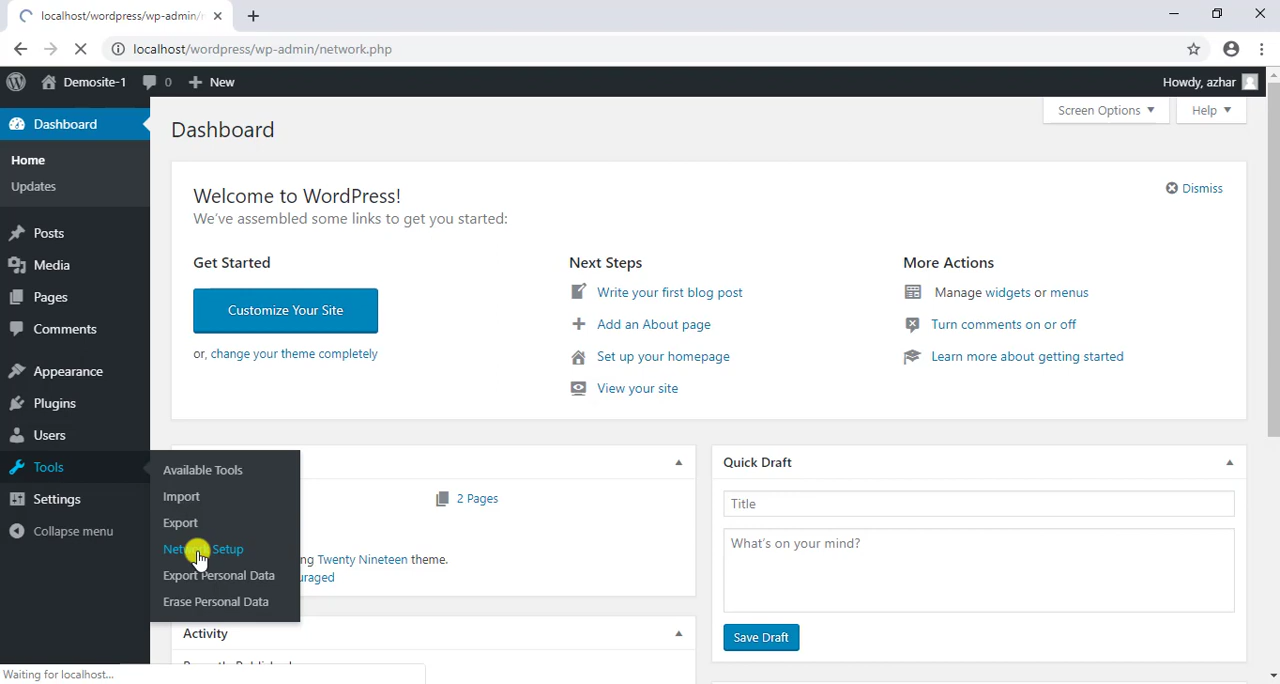 localhost/wordpress/wp-admin/
localhost/wordpress/wp-admin/network.php
Demosite-1 0 New
Howdy, azhar
Dashboard
Home
Updates
Posts
Media
Pages
Comments
Appearance
Plugins
Users
Tools
Settings
Collapse menu
Available Tools
Import
Export
Network Setup
Export Personal Data
Erase Personal Data
Dashboard
Screen Options
Help
Welcome to WordPress!
We've assembled some links to get you started:
Dismiss
Get Started
Customize Your Site
or, change your theme completely
Next Steps
Write your first blog post
Add an About page
Set up your homepage
View your site
More Actions
Manage widgets or menus
Turn comments on or off
Learn more about getting started
2 Pages
Twenty Nineteen theme.
Activity
Quick Draft
Title
What's on your mind?
Save Draft
Waiting for localhost...